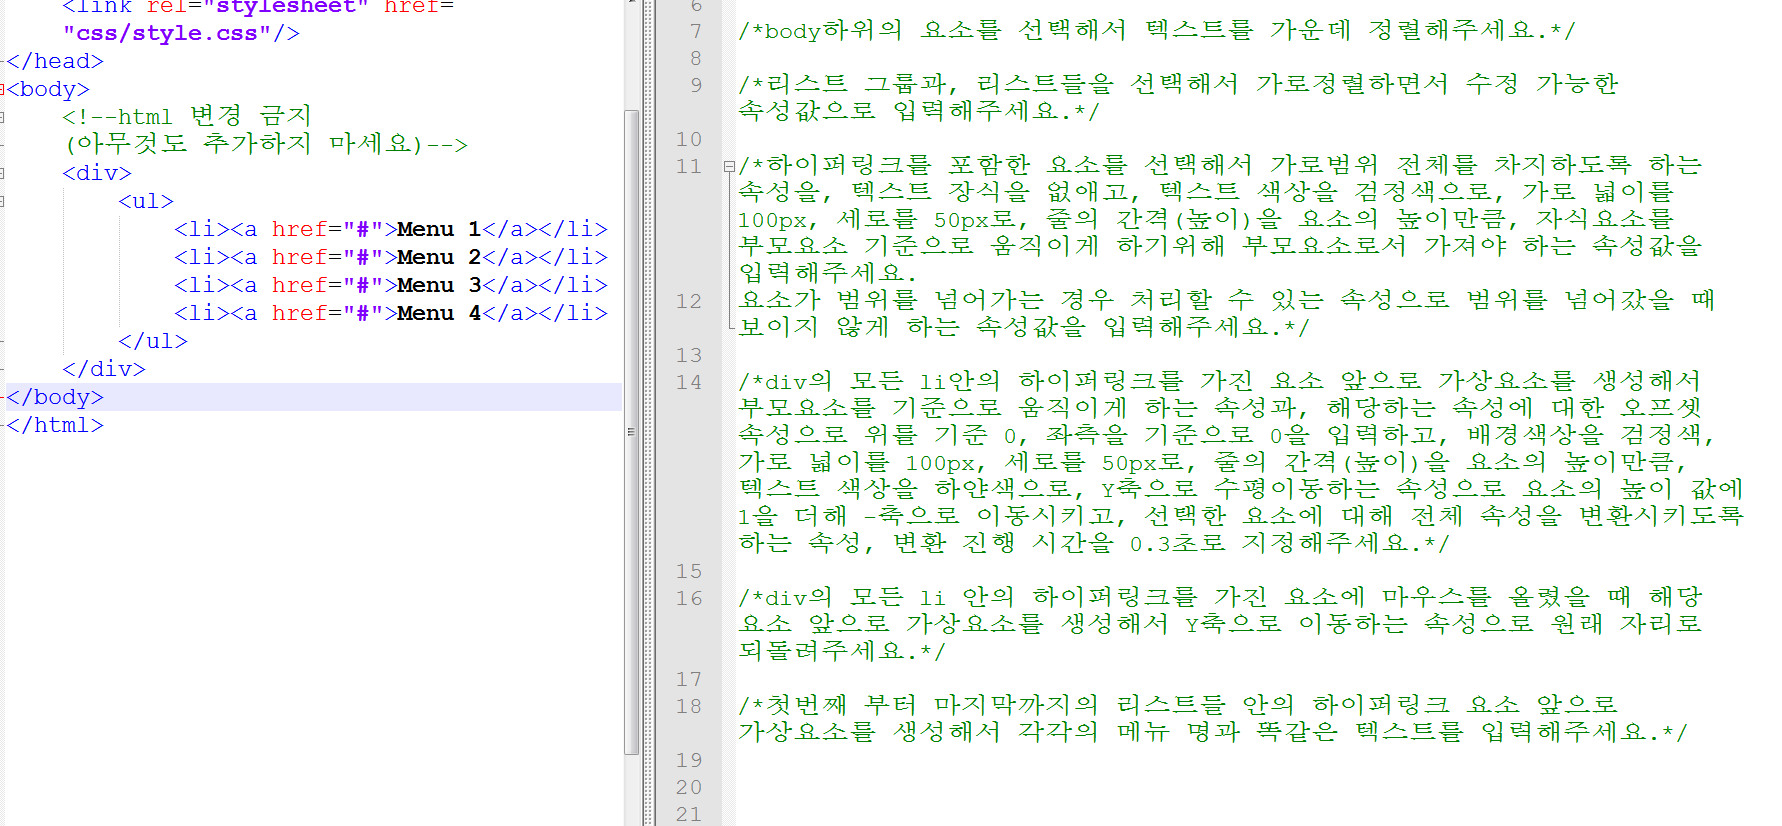 <link rel="stylesheet" href=
"css/style.css"/>
</head>
<body>
<!--html 변경 금지
(아무것도 추가하지 마세요)-->
<div>
<ul>
<li><a href="#">Menu 1</a></li>
<li><a href="#">Menu 2</a></li>
<li><a href="#">Menu 3</a></li>
<li><a href="#">Menu 4</a></li>
</ul>
</div>
</body>
</html>
6
7 /*body하위의 요소를 선택해서 텍스트를 가운데 정렬해주세요.*/
8
9 /*리스트 그룹과, 리스트들을 선택해서 가로정렬하면서 수정 가능한
속성값으로 입력해주세요.*/
10
11 /*하이퍼링크를 포함한 요소를 선택해서 가로범위 전체를 차지하도록 하는
속성을, 텍스트 장식을 없애고, 텍스트 색상을 검정색으로, 가로 넓이를
100px, 세로를 50px로, 줄의 간격(높이)을 요소의 높이만큼, 자식요소를
부모요소 기준으로 움직이게 하기위해 부모요소로서 가져야 하는 속성값을
입력해주세요.
12 요소가 범위를 넘어가는 경우 처리할 수 있는 속성으로 범위를 넘어갔을 때
보이지 않게 하는 속성값을 입력해주세요.*/
13
14 /*div의 모든 li안의 하이퍼링크를 가진 요소 앞으로 가상요소를 생성해서
부모요소를 기준으로 움직이게 하는 속성과, 해당하는 속성에 대한 오프셋
속성으로 위를 기준 0, 좌측을 기준으로 0을 입력하고, 배경색상을 검정색,
가로 넓이를 100px, 세로를 50px로, 줄의 간격(높이)을 요소의 높이만큼,
텍스트 색상을 하얀색으로, Y축으로 수평이동하는 속성으로 요소의 높이 값에
1을 더해 -축으로 이동시키고, 선택한 요소에 대해 전체 속성을 변환시키도록
하는 속성, 변환 진행 시간을 0.3초로 지정해주세요.*/
15
16 /*div의 모든 li 안의 하이퍼링크를 가진 요소에 마우스를 올렸을 때 해당
요소 앞으로 가상요소를 생성해서 Y축으로 이동하는 속성으로 원래 자리로
되돌려주세요.*/
17
18 /*첫번째 부터 마지막까지의 리스트들 안의 하이퍼링크 요소 앞으로
가상요소를 생성해서 각각의 메뉴 명과 똑같은 텍스트를 입력해주세요.*/
19
20
21